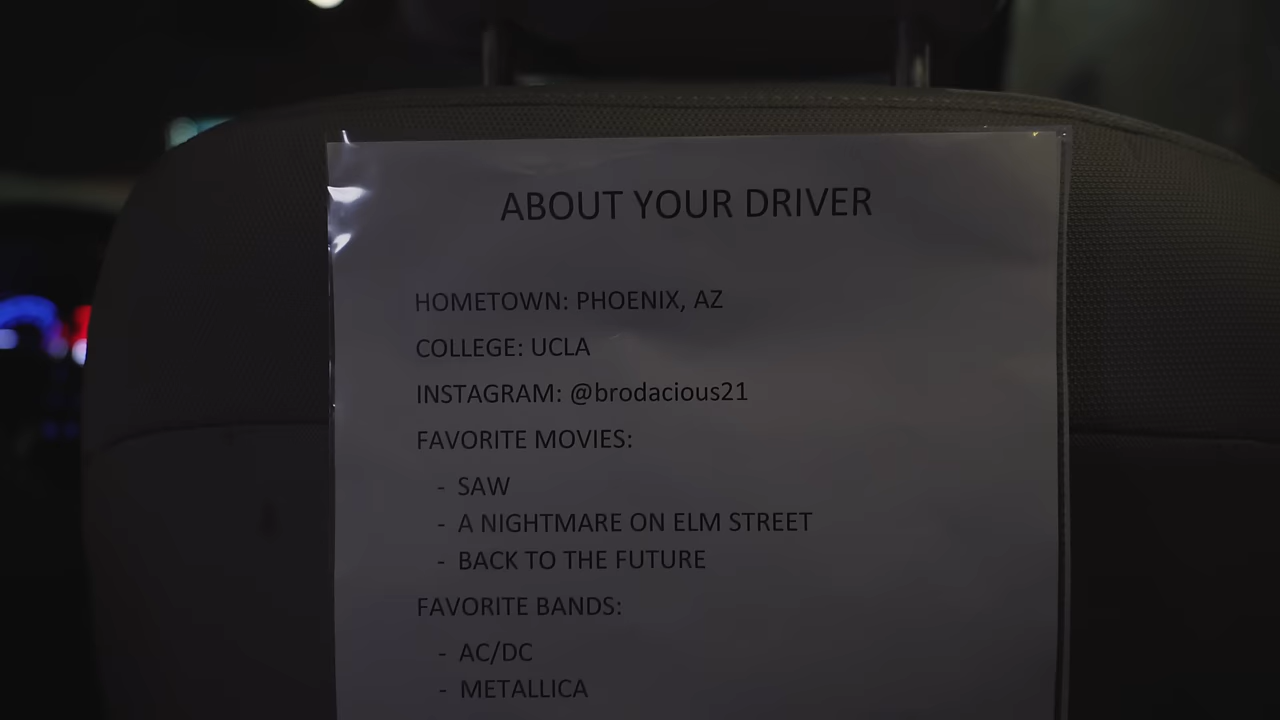 ABOUT YOUR DRIVER
HOMETOWN: PHOENIX, AZ
COLLEGE: UCLA
INSTAGRAM: @brodacious21
FAVORITE MOVIES:
- SAW
- A NIGHTMARE ON ELM STREET
- BACK TO THE FUTURE
FAVORITE BANDS:
- AC/DC
- METALLICA